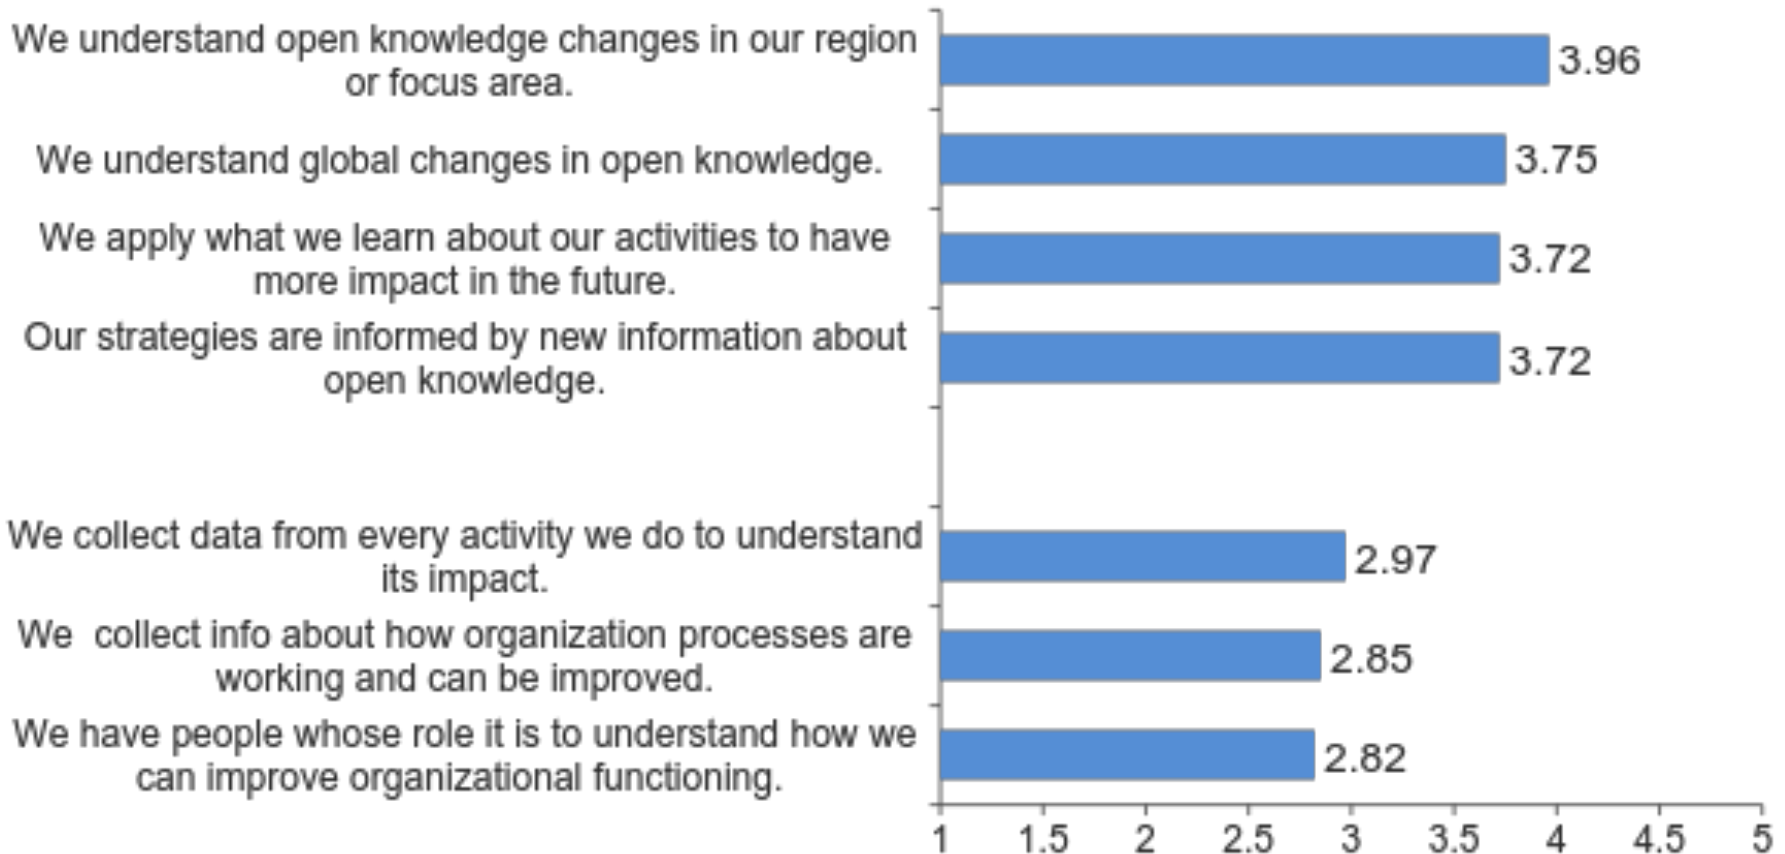 We understand open knowledge changes in our region
or focus area.
3.96
We understand global changes in open knowledge.
3.75
We apply what we learn about our activities to have
more impact in the future.
3.72
Our strategies are informed by new information about
open knowledge.
3.72
We collect data from every activity we do to understand
its impact.
2.97
We  collect info about how organization processes are
working and can be improved.
2.85
We have people whose role it is to understand how we
can improve organizational functioning.
2.82
1 1.5 2 2.5 3 3.5 4 4.5 5